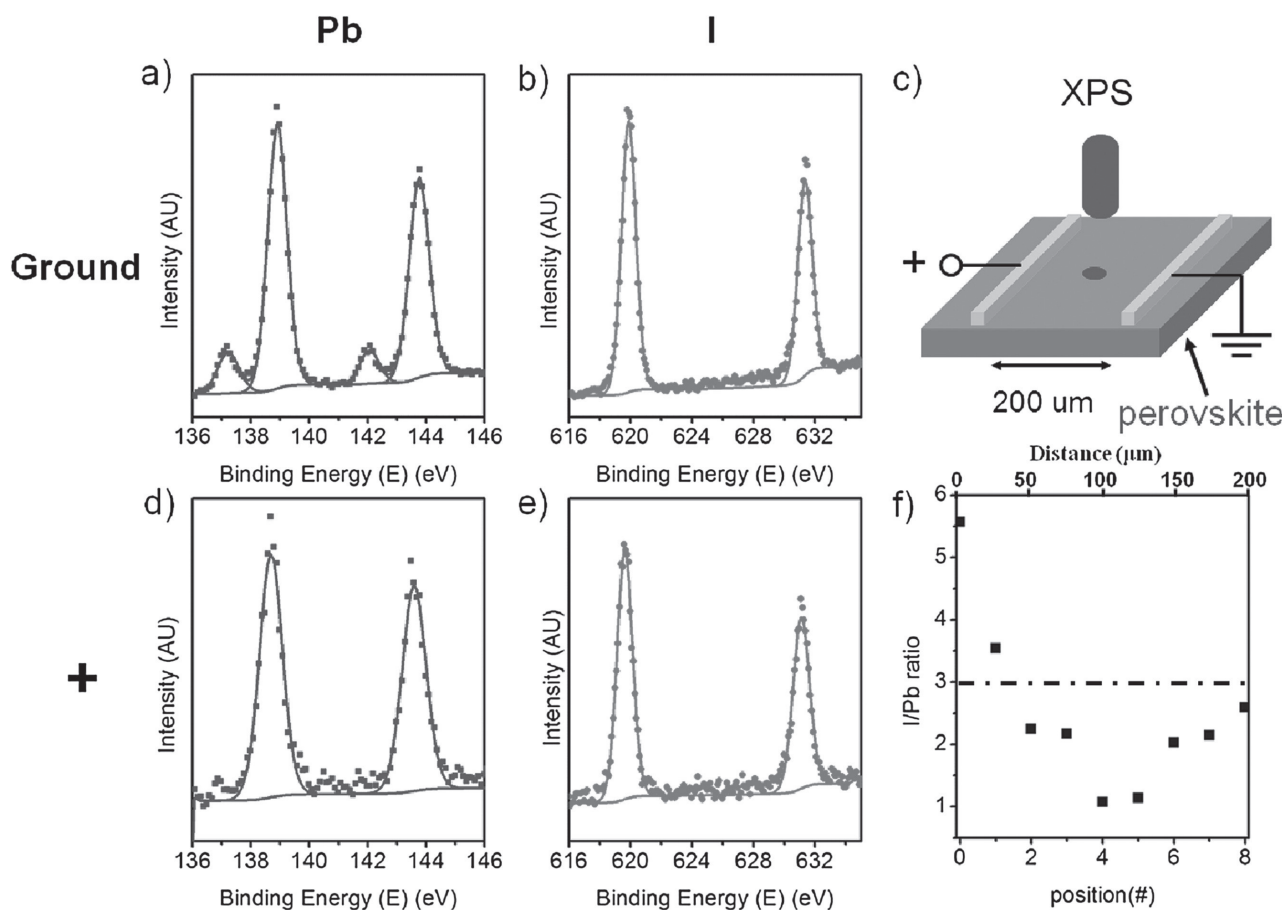 Pb
I
Ground
+
a)
Intensity (AU)
136 138 140 142 144 146
Binding Energy (E) (eV)
b)
Intensity (AU)
616 620 624 628 632
Binding Energy (E) (eV)
c)
XPS
+
200 um
perovskite
d)
Intensity (AU)
136 138 140 142 144 146
Binding Energy (E) (eV)
e)
Intensity (AU)
616 620 624 628 632
Binding Energy (E) (eV)
f)
Distance (μm)
0 50 100 150 200
I/Pb ratio
6
5
4
3
2
1
0 2 4 6 8
position(#)